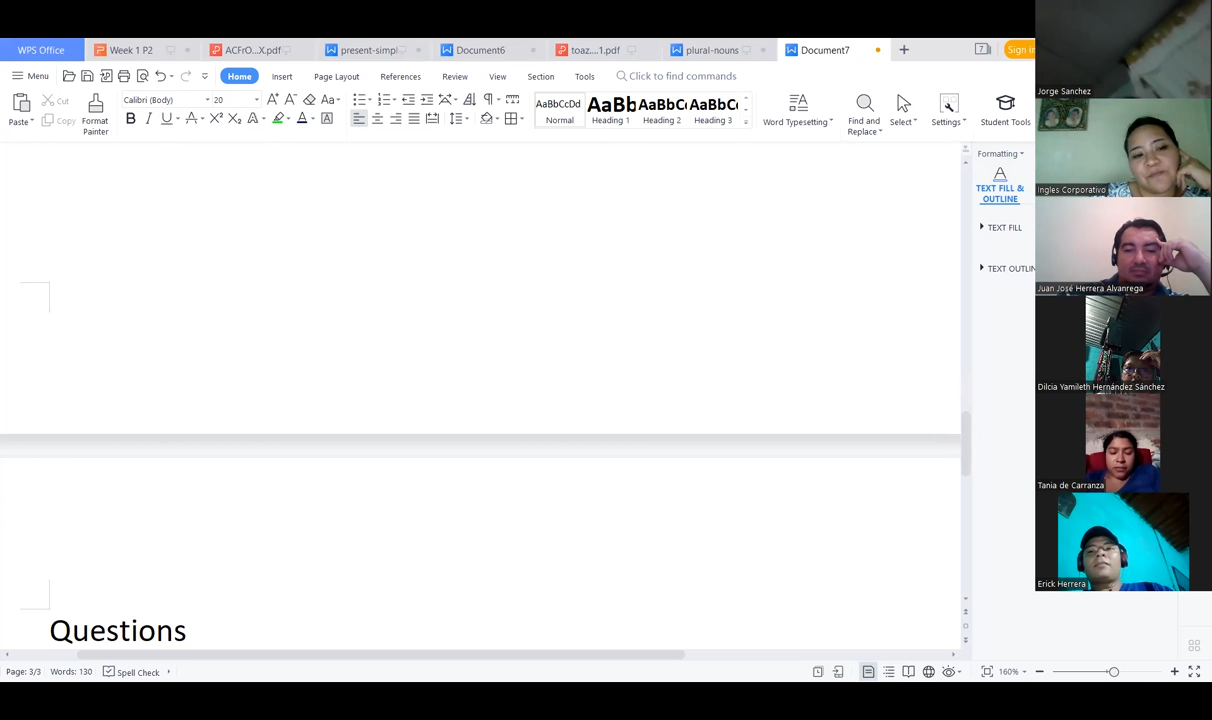 WPS Office
Week 1 P2
ACFrO...X.pdf
present-simpl
Document6
toaz....1.pdf
plural-nouns
Document7
7
Sign in
Menu
Home
Insert
Page Layout
References
Review
View
Section
Tools
Click to find commands
Paste
Cut
Copy
Format
Painter
Calibri (Body)
20
AaBbCcDd
Normal
AaBb
Heading 1
AaBbC
Heading 2
AaBbC
Heading 3
Word Typesetting
Find and
Replace
Select
Settings
Student Tools
Formatting
TEXT FILL &
OUTLINE
TEXT FILL
TEXT OUTLIN
Questions
Page: 3/3
Words: 130
Spell Check
160%
Jorge Sanchez
Ingles Corporativo
Juan José Herrera Alvanrega
Dilcia Yamileth Hernández Sánchez
Tania de Carranza
Erick Herrera